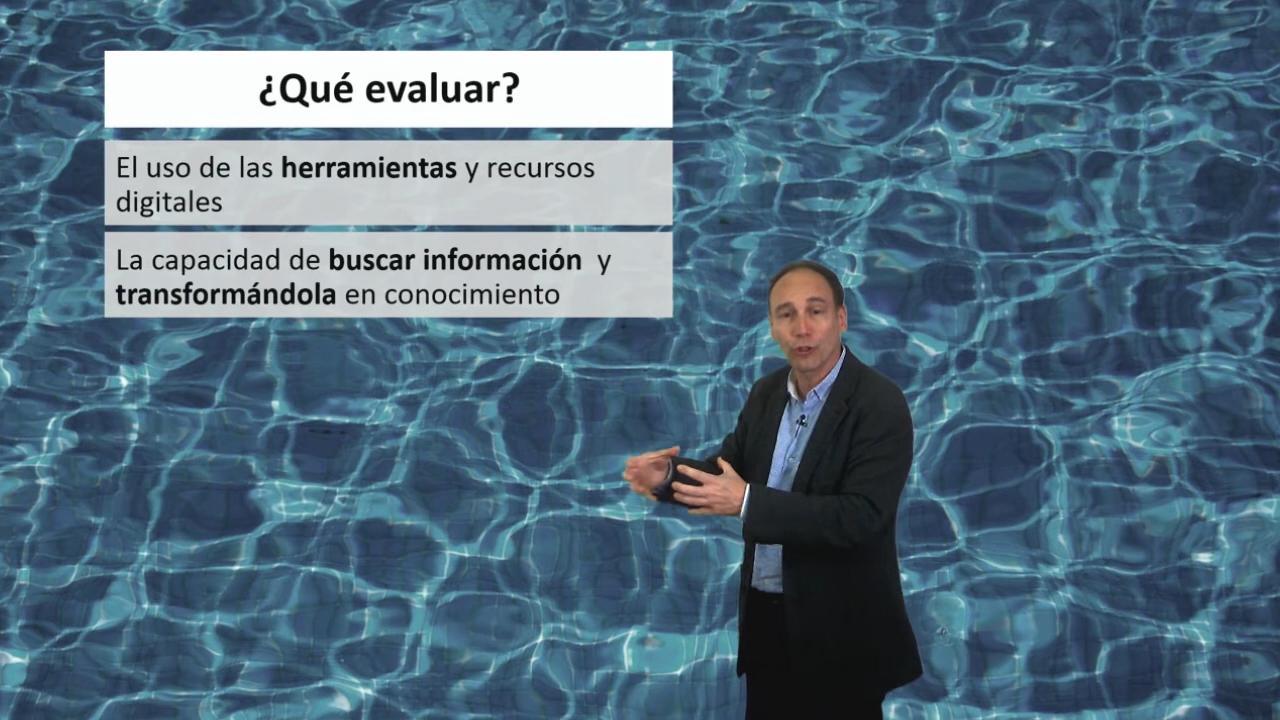 ¿Qué evaluar?
El uso de las herramientas y recursos
digitales
La capacidad de buscar información y
transformándola en conocimiento